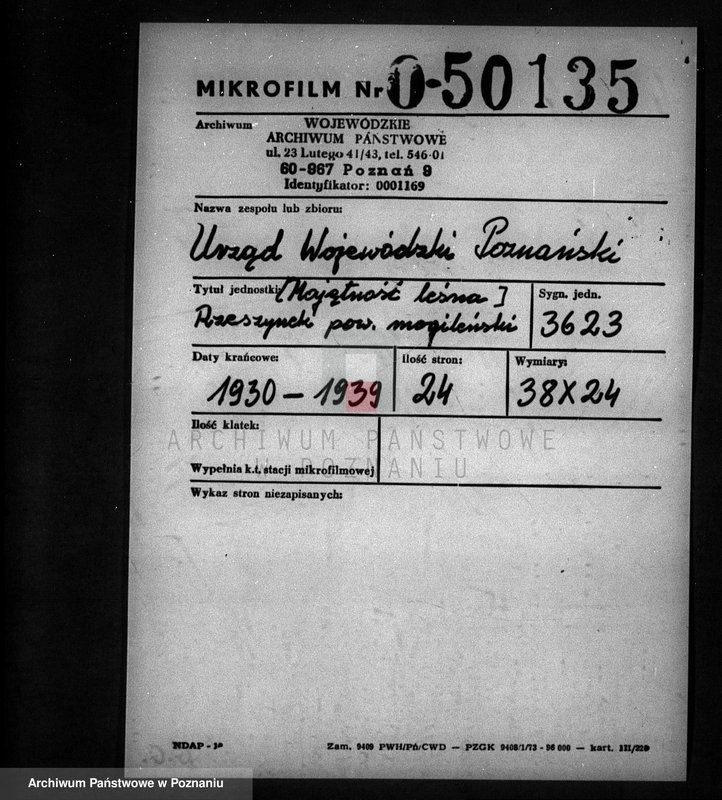 MIKROFILM Nr 0-50135
Archiwum
WOJEWÓDZKIE
ARCHIWUM PAŃSTWOWE
ul. 23 Lutego 41/43, tel. 546-01
60-967 Poznań 9
Identyfikator: 0001169
Nazwa zespołu lub zbioru:
Urząd Wojewódzki Poznański
Tytuł jednostki: [Majętność leśna]
Rzeszynek pow. mogileński
Sygn. jedn.
3623
Daty krańcowe:
1930 – 1939
Ilość stron:
24
Wymiary:
38X24
Ilość klatek:
ARCHIWUM PAŃSTWOWE
W POZNANIU
Wypełnia k.t. stacji mikrofilmowej
Wykaz stron niezapisanych:
NDAP - 
Zam. 9409 PWH/Pń/CWD — PZGK 9408/1/73 - 96 000 — kart. III/220
Archiwum Państwowe w Poznaniu